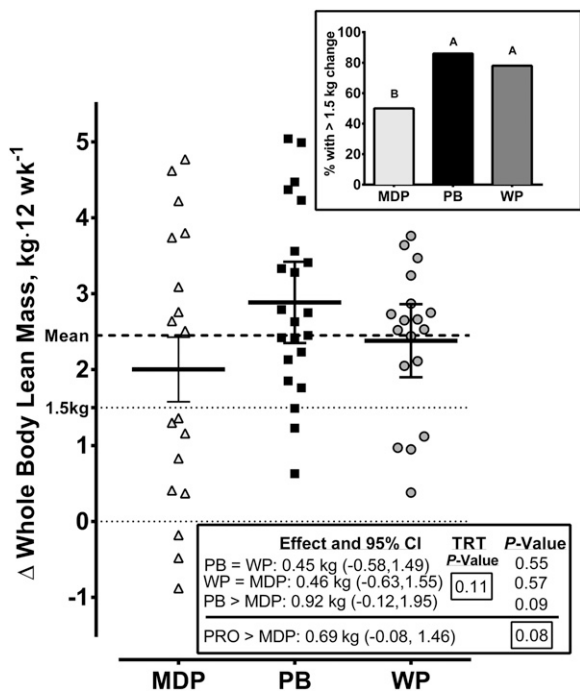 100
80
60
40
20
0
% with > 1.5 kg change
B
A
A
MDP
PB
WP
Δ Whole Body Lean Mass, kg·12 wk⁻¹
5
4
3
Mean
2
1.5kg
1
0
-1
Effect and 95% CI
TRT
P-Value
P-Value
PB = WP: 0.45 kg (-0.58,1.49)
0.55
WP = MDP: 0.46 kg (-0.63,1.55)
0.11
0.57
PB > MDP: 0.92 kg (-0.12,1.95)
0.09
PRO > MDP: 0.69 kg (-0.08, 1.46)
0.08
MDP
PB
WP